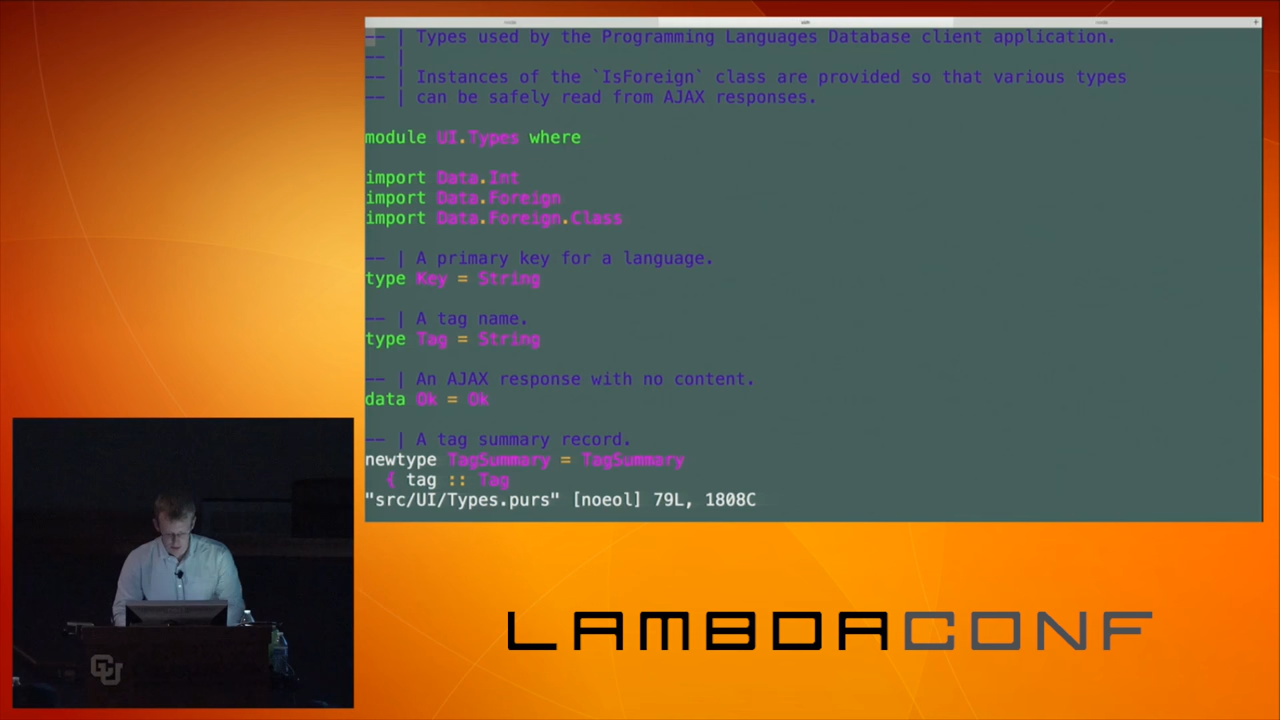 -- | Types used by the Programming Languages Database client application.
-- |
-- | Instances of the `IsForeign` class are provided so that various types
-- | can be safely read from AJAX responses.
module UI.Types where
import Data.Int
import Data.Foreign
import Data.Foreign.Class
-- | A primary key for a language.
type Key = String
-- | A tag name.
type Tag = String
-- | An AJAX response with no content.
data Ok = Ok
-- | A tag summary record.
newtype TagSummary = TagSummary
{ tag :: Tag
"src/UI/Types.purs" [noeol] 79L, 1808C
LAMBDACONF
CU